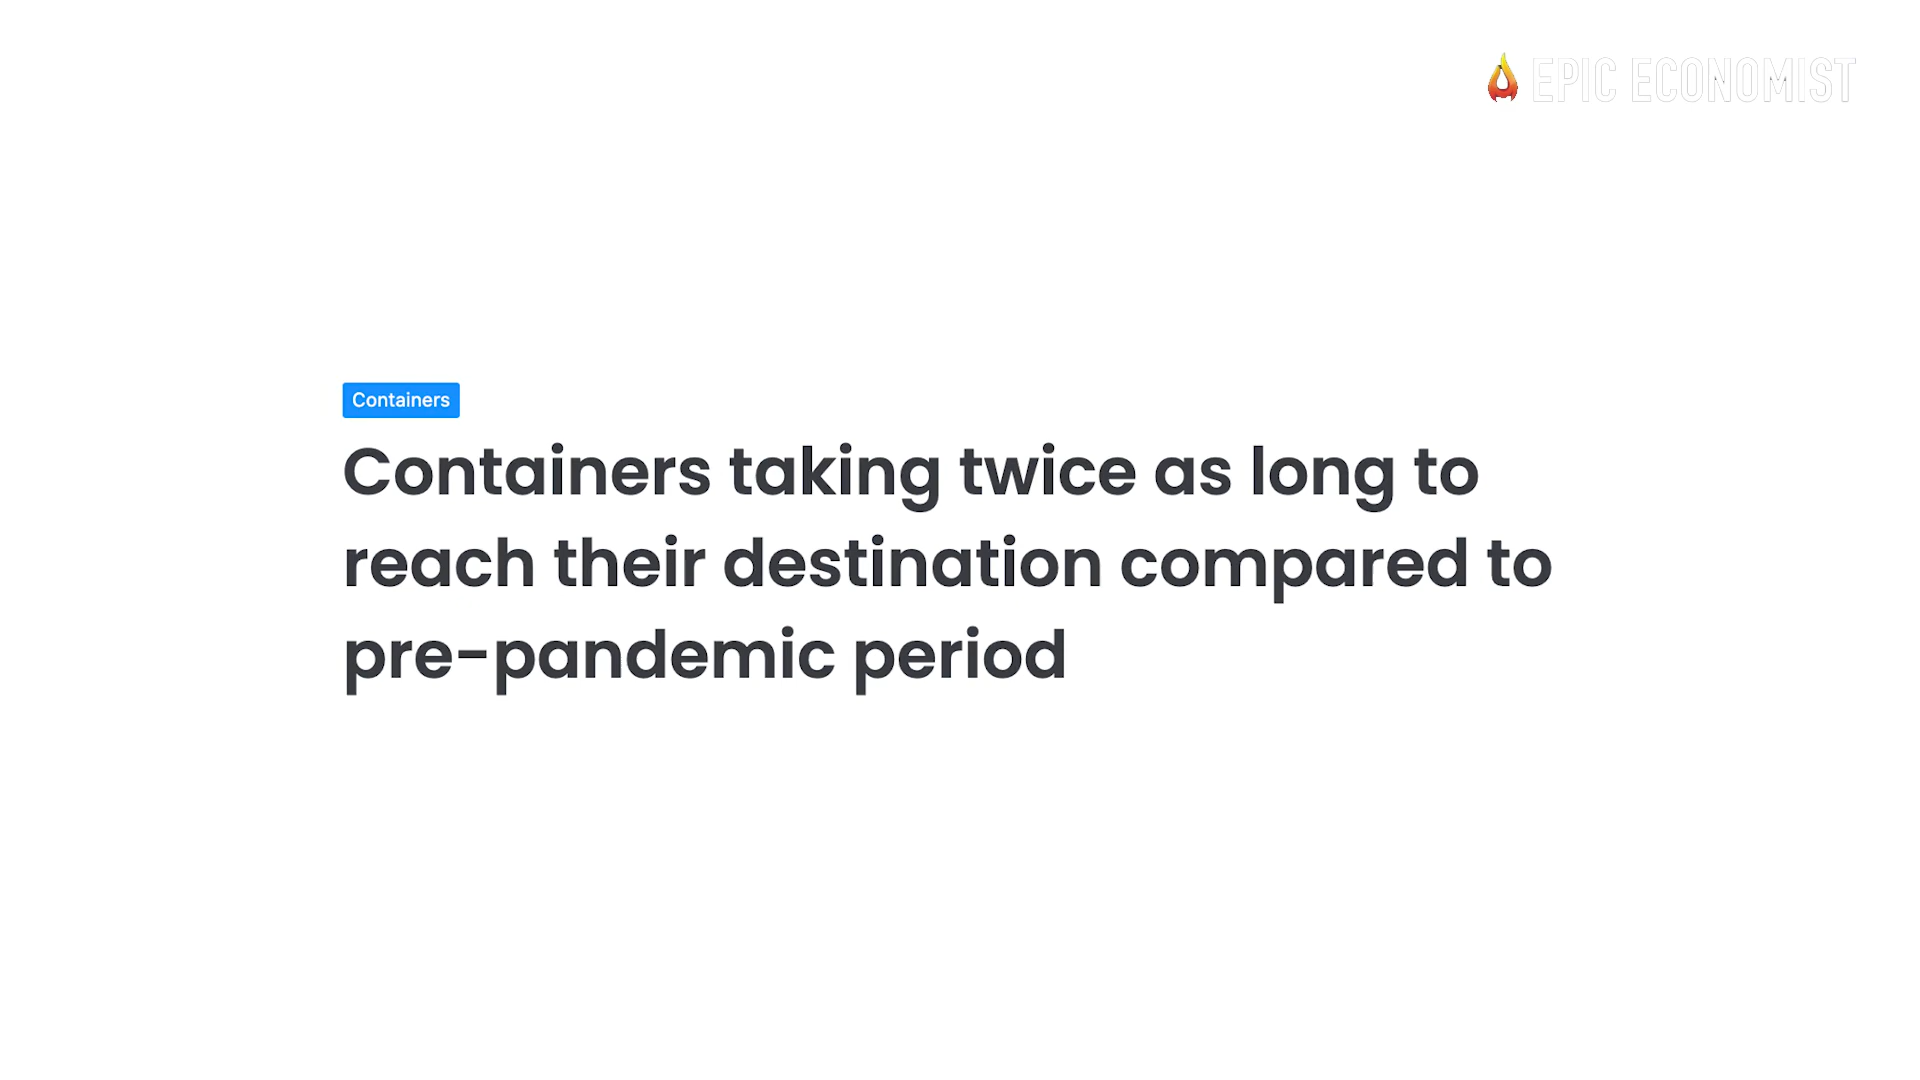 EPIC ECONOMIST
Containers
Containers taking twice as long to
reach their destination compared to
pre-pandemic period